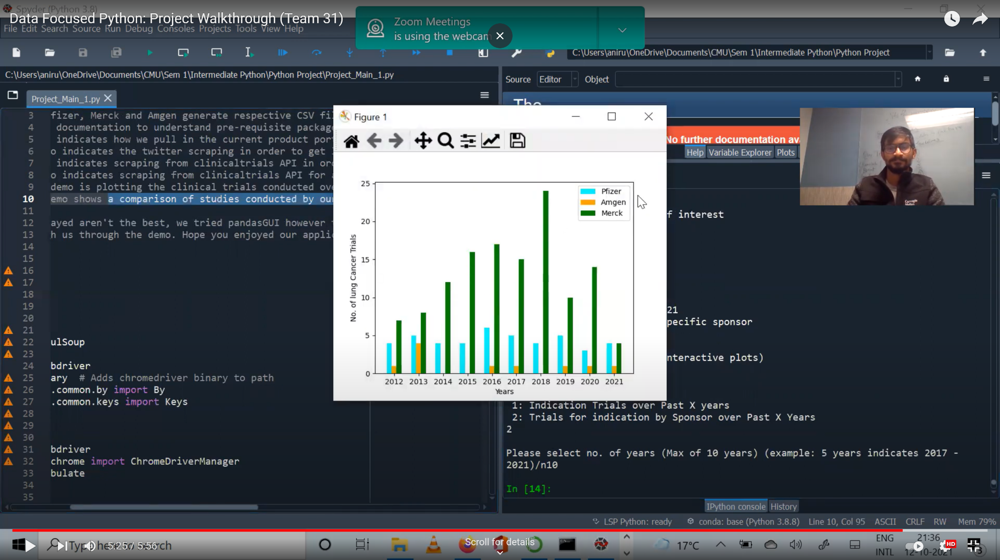 Spyder (Python 3.8)
Data Focused Python: Project Walkthrough (Team 31)
File Edit Search Source Run Debug Consoles Projects Tools View Help
Zoom Meetings
is using the webcam
C:\Users\aniru\OneDrive\Documents\CMU\Sem 1\Intermediate Python\Python Project
C:\Users\aniru\OneDrive\Documents\CMU\Sem 1\Intermediate Python\Python Project\Project_Main_1.py
Source Editor Object
Project_Main_1.py
3 fizer, Merck and Amgen generate respective CSV fi
4 documentation to understand pre-requisite packag
5 indicates how we pull in the current product por
6 o indicates the twitter scraping in order to get
7 indicates scraping from clinicaltrials API in or
8 o indicates scraping from clinicaltrials API for
9 demo is plotting the clinical trials conducted ov
10 emo shows a comparison of studies conducted by ou
11
12 ayed aren't the best, we tried pandasGUI however
13 h us through the demo. Hope you enjoyed our appli
14
15
16
17
18
19
20
21
22 ulSoup
23
24 bdriver
25 ary # Adds chromedriver binary to path
26 .common.by import By
27 .common.keys import Keys
28
29
30
31 bdriver
32 chrome import ChromeDriverManager
33 bulate
34
35
Figure 1
25
20
15
10
5
0
No. of lung Cancer Trials
Pfizer
Amgen
Merck
2012 2013 2014 2015 2016 2017 2018 2019 2020 2021
Years
The
No further documentation av
Help Variable Explorer Plots
Carnegie
Mellon
f interest
21
pecific sponsor
nteractive plots)
1: Indication Trials over Past X years
2: Trials for indication by Sponsor over Past X Years
2
Please select no. of years (Max of 10 years) (example: 5 years indicates 2017 -
2021)/n10
In [14]:
IPython console History
LSP Python: ready conda: base (Python 3.8.8) Line 10, Col 95 ASCII CRLF RW Mem 79%
Type here to search
5:25 / 5:56
Scroll for details
17°C
ENG
INTL
21:36
12-10-2021
HD
3